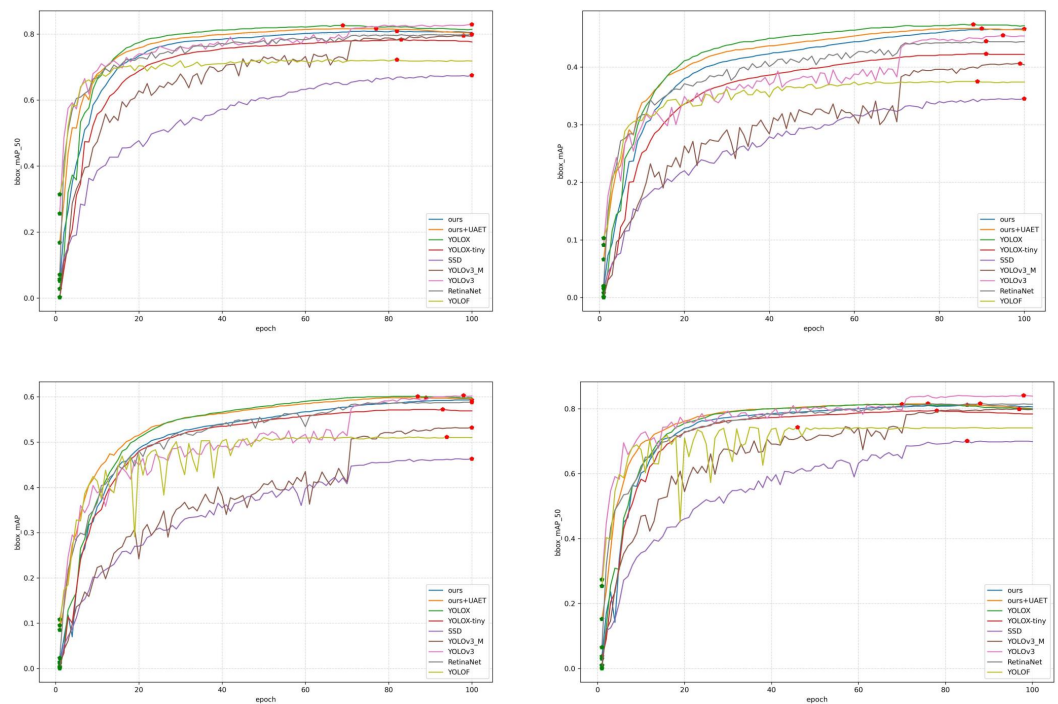 bbox_mAP_50
0.8
0.6
0.4
0.2
0.0
0
20
40
60
80
100
epoch
ours
ours+UAET
YOLOX
YOLOX-tiny
SSD
YOLOv3_M
YOLOv3
RetinaNet
YOLOF
bbox_mAP
0.4
0.3
0.2
0.1
0.0
0
20
40
60
80
100
epoch
ours
ours+UAET
YOLOX
YOLOX-tiny
SSD
YOLOv3_M
YOLOv3
RetinaNet
YOLOF
bbox_mAP
0.6
0.5
0.4
0.3
0.2
0.1
0.0
0
20
40
60
80
100
epoch
ours
ours+UAET
YOLOX
YOLOX-tiny
SSD
YOLOv3_M
YOLOv3
RetinaNet
YOLOF
bbox_mAP_50
0.8
0.6
0.4
0.2
0.0
0
20
40
60
80
100
epoch
ours
ours+UAET
YOLOX
YOLOX-tiny
SSD
YOLOv3_M
YOLOv3
RetinaNet
YOLOF